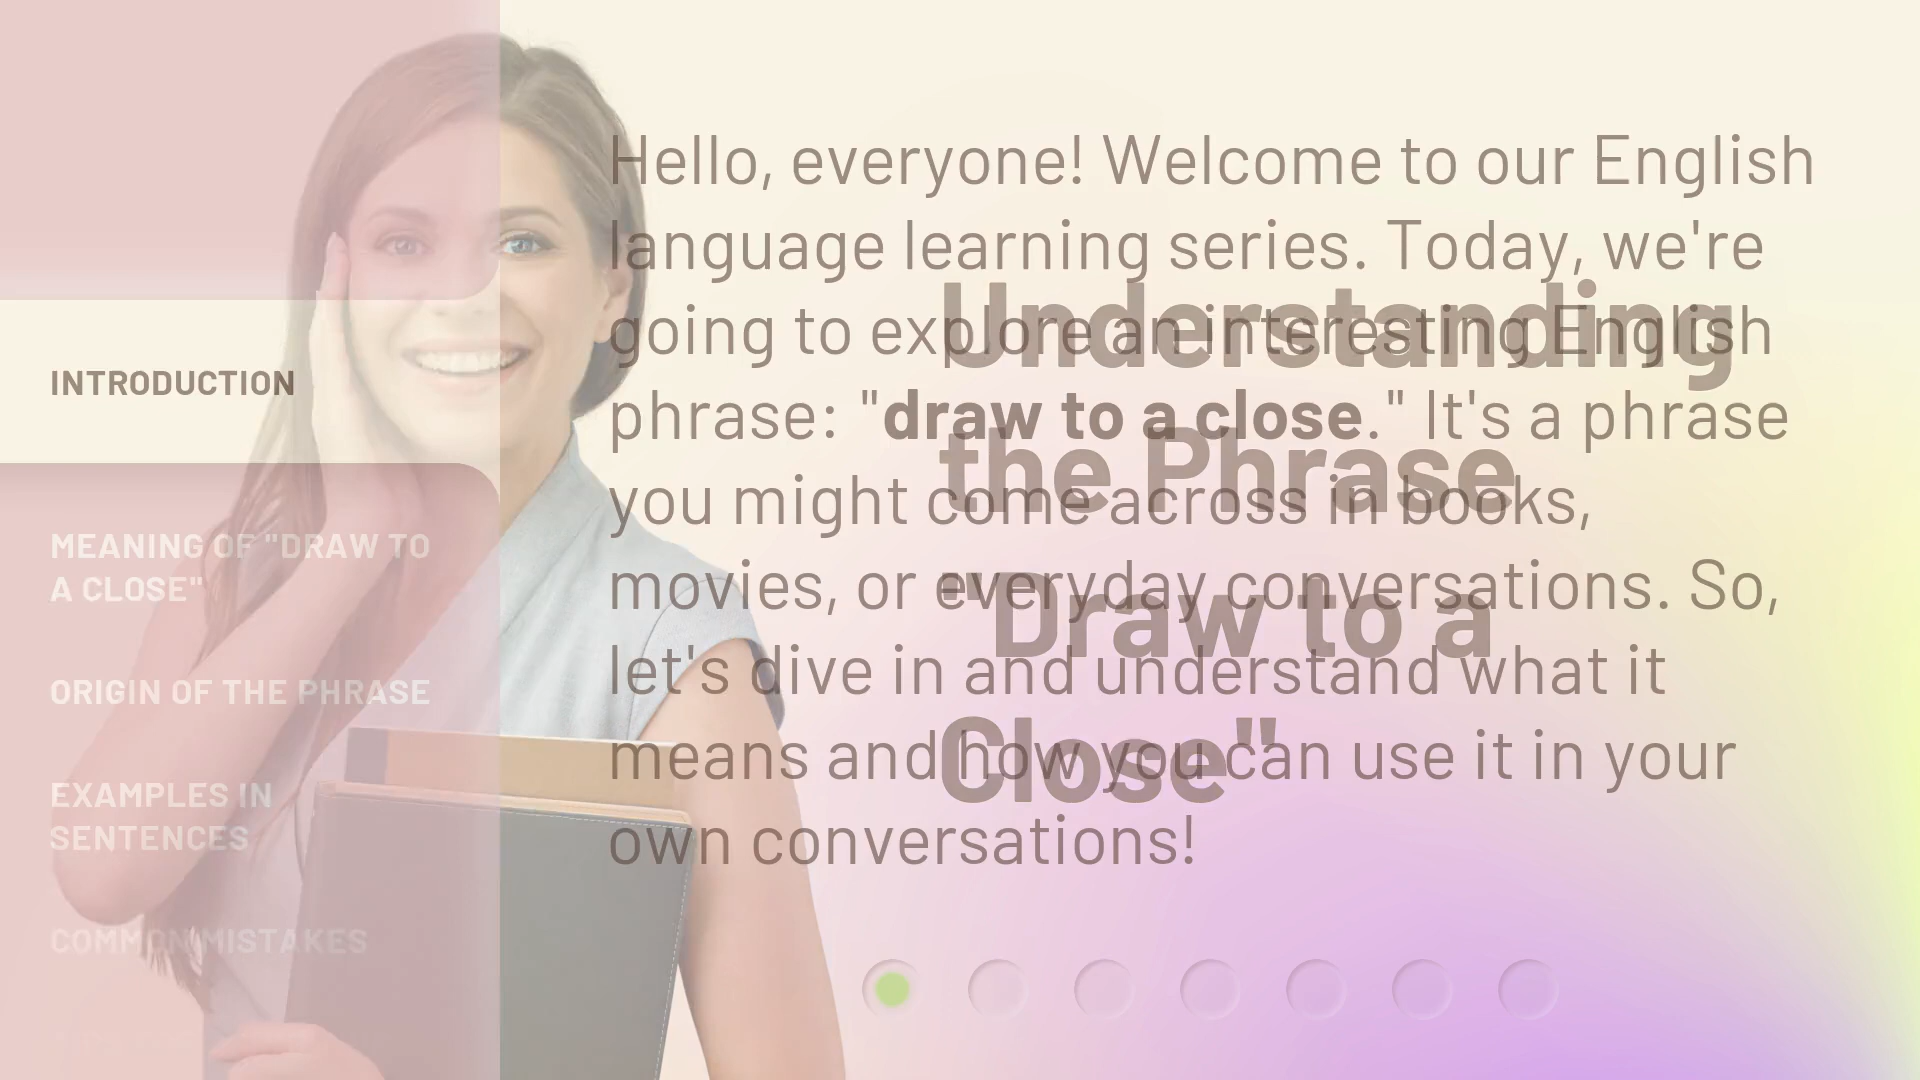 INTRODUCTION
MEANING OF "DRAW TO
A CLOSE"
ORIGIN OF THE PHRASE
EXAMPLES IN
SENTENCES
COMMON MISTAKES
Hello, everyone! Welcome to our English
language learning series. Today, we're
going to explore an interesting English
phrase: "draw to a close." It's a phrase
you might come across in books,
movies, or everyday conversations. So,
let's dive in and understand what it
means and how you can use it in your
own conversations!
Understanding
the Phrase
"Draw to a
Close"